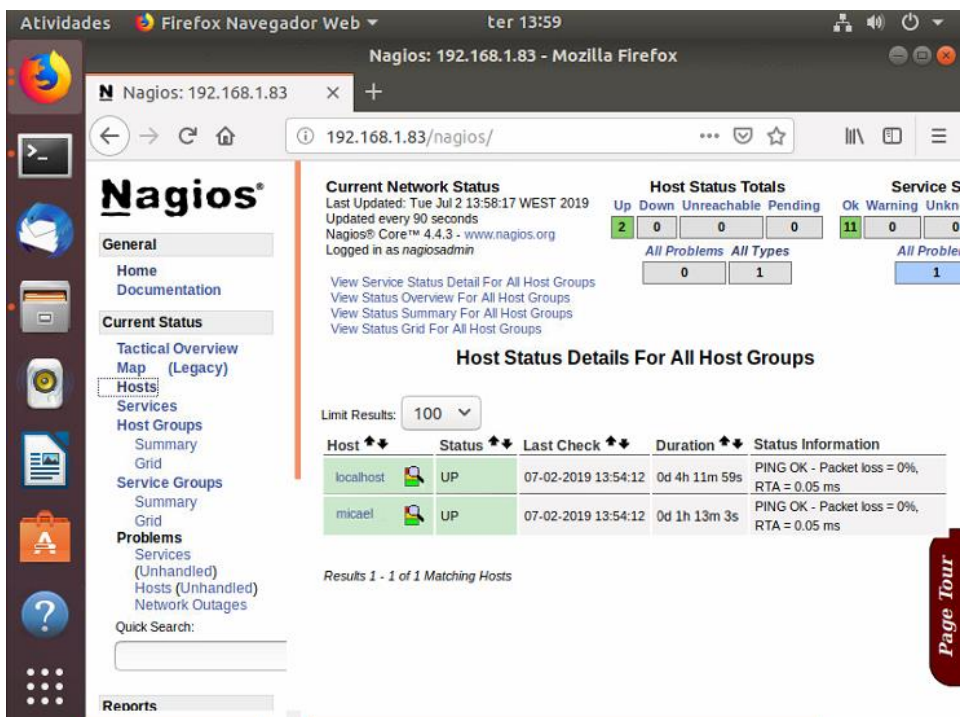 Atividades Firefox Navegador Web ter 13:59
Nagios: 192.168.1.83 - Mozilla Firefox
N Nagios: 192.168.1.83
192.168.1.83/nagios/
Nagios®
General
Home
Documentation
Current Status
Tactical Overview
Map (Legacy)
Hosts
Services
Host Groups
Summary
Grid
Service Groups
Summary
Grid
Problems
Services
(Unhandled)
Hosts (Unhandled)
Network Outages
Quick Search:
Reports
Current Network Status
Last Updated: Tue Jul 2 13:58:17 WEST 2019
Updated every 90 seconds
Nagios® Core™ 4.4.3 - www.nagios.org
Logged in as nagiosadmin
View Service Status Detail For All Host Groups
View Status Overview For All Host Groups
View Status Summary For All Host Groups
View Status Grid For All Host Groups
Host Status Totals
Up Down Unreachable Pending
2 0 0 0
All Problems All Types
0 1
Service S
Ok Warning Unkn
11 0 0
All Proble
1
Host Status Details For All Host Groups
Limit Results: 100
Host Status Last Check Duration Status Information
localhost UP 07-02-2019 13:54:12 0d 4h 11m 59s PING OK - Packet loss = 0%,
RTA = 0.05 ms
micael UP 07-02-2019 13:54:12 0d 1h 13m 3s PING OK - Packet loss = 0%,
RTA = 0.05 ms
Results 1 - 1 of 1 Matching Hosts
Page Tour